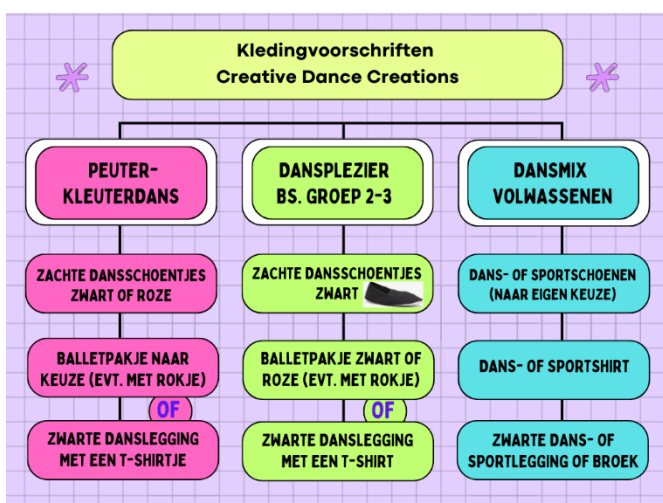 Kledingvoorschriften
Creative Dance Creations
PEUTER-
KLEUTERDANS
ZACHTE DANSSCHOENTJES
ZWART OF ROZE
BALLETPAKJE NAAR
KEUZE (EVT. MET ROKJE)
OF
ZWARTE DANSLEGGING
MET EEN T-SHIRTJE
DANSPLEZIER
BS. GROEP 2-3
ZACHTE DANSSCHOENTJES
ZWART
BALLETPAKJE ZWART OF
ROZE (EVT. MET ROKJE)
OF
ZWARTE DANSLEGGING
MET EEN T-SHIRT
DANSMIX
VOLWASSENEN
DANS- OF SPORTSCHOENEN
(NAAR EIGEN KEUZE)
DANS- OF SPORTSHIRT
ZWARTE DANS- OF
SPORTLEGGING OF BROEK